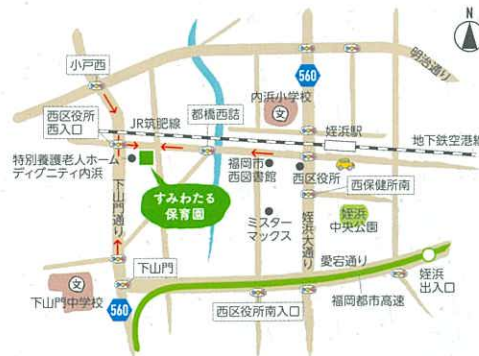 N
小戸西
明治通り
560
内浜小学校
文
西区役所
西入口
JR筑肥線
都橋西詰
姪浜駅
地下鉄空港線
特別養護老人ホーム
ディグニティ内浜
福岡市
西図書館
西区役所
西保健所南
すみわたる
保育園
下山門通り
ミスター
マックス
姪浜大通り
姪浜
中央公園
愛宕通り
下山門
姪浜
出入口
文
下山門中学校
560
西区役所南入口
福岡都市高速